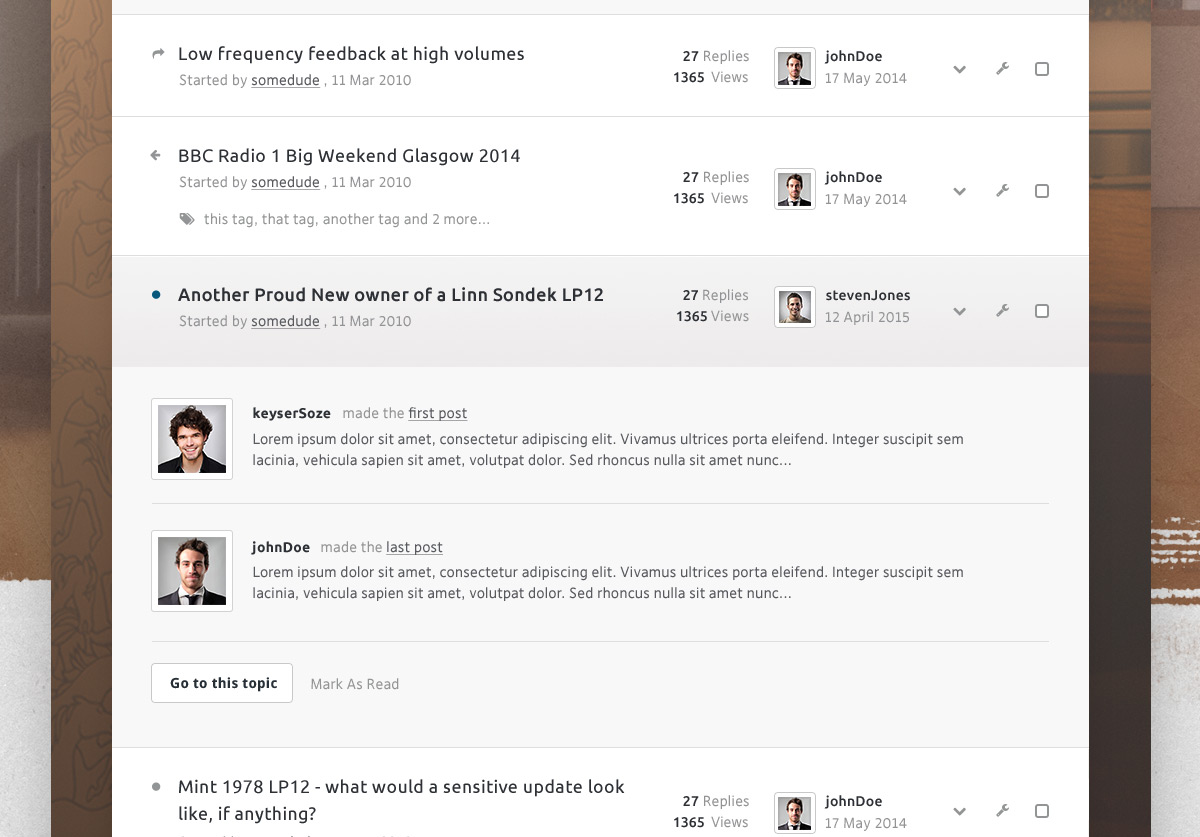 Low frequency feedback at high volumes
Started by somedude , 11 Mar 2010
27 Replies
1365 Views
johnDoe
17 May 2014
BBC Radio 1 Big Weekend Glasgow 2014
Started by somedude , 11 Mar 2010
this tag, that tag, another tag and 2 more...
27 Replies
1365 Views
johnDoe
17 May 2014
Another Proud New owner of a Linn Sondek LP12
Started by somedude , 11 Mar 2010
27 Replies
1365 Views
stevenJones
12 April 2015
keyserSoze made the first post
Lorem ipsum dolor sit amet, consectetur adipiscing elit. Vivamus ultrices porta eleifend. Integer suscipit sem
lacinia, vehicula sapien sit amet, volutpat dolor. Sed rhoncus nulla sit amet nunc...
johnDoe made the last post
Lorem ipsum dolor sit amet, consectetur adipiscing elit. Vivamus ultrices porta eleifend. Integer suscipit sem
lacinia, vehicula sapien sit amet, volutpat dolor. Sed rhoncus nulla sit amet nunc...
Go to this topic Mark As Read
Mint 1978 LP12 - what would a sensitive update look
like, if anything?
27 Replies
1365 Views
johnDoe
17 May 2014